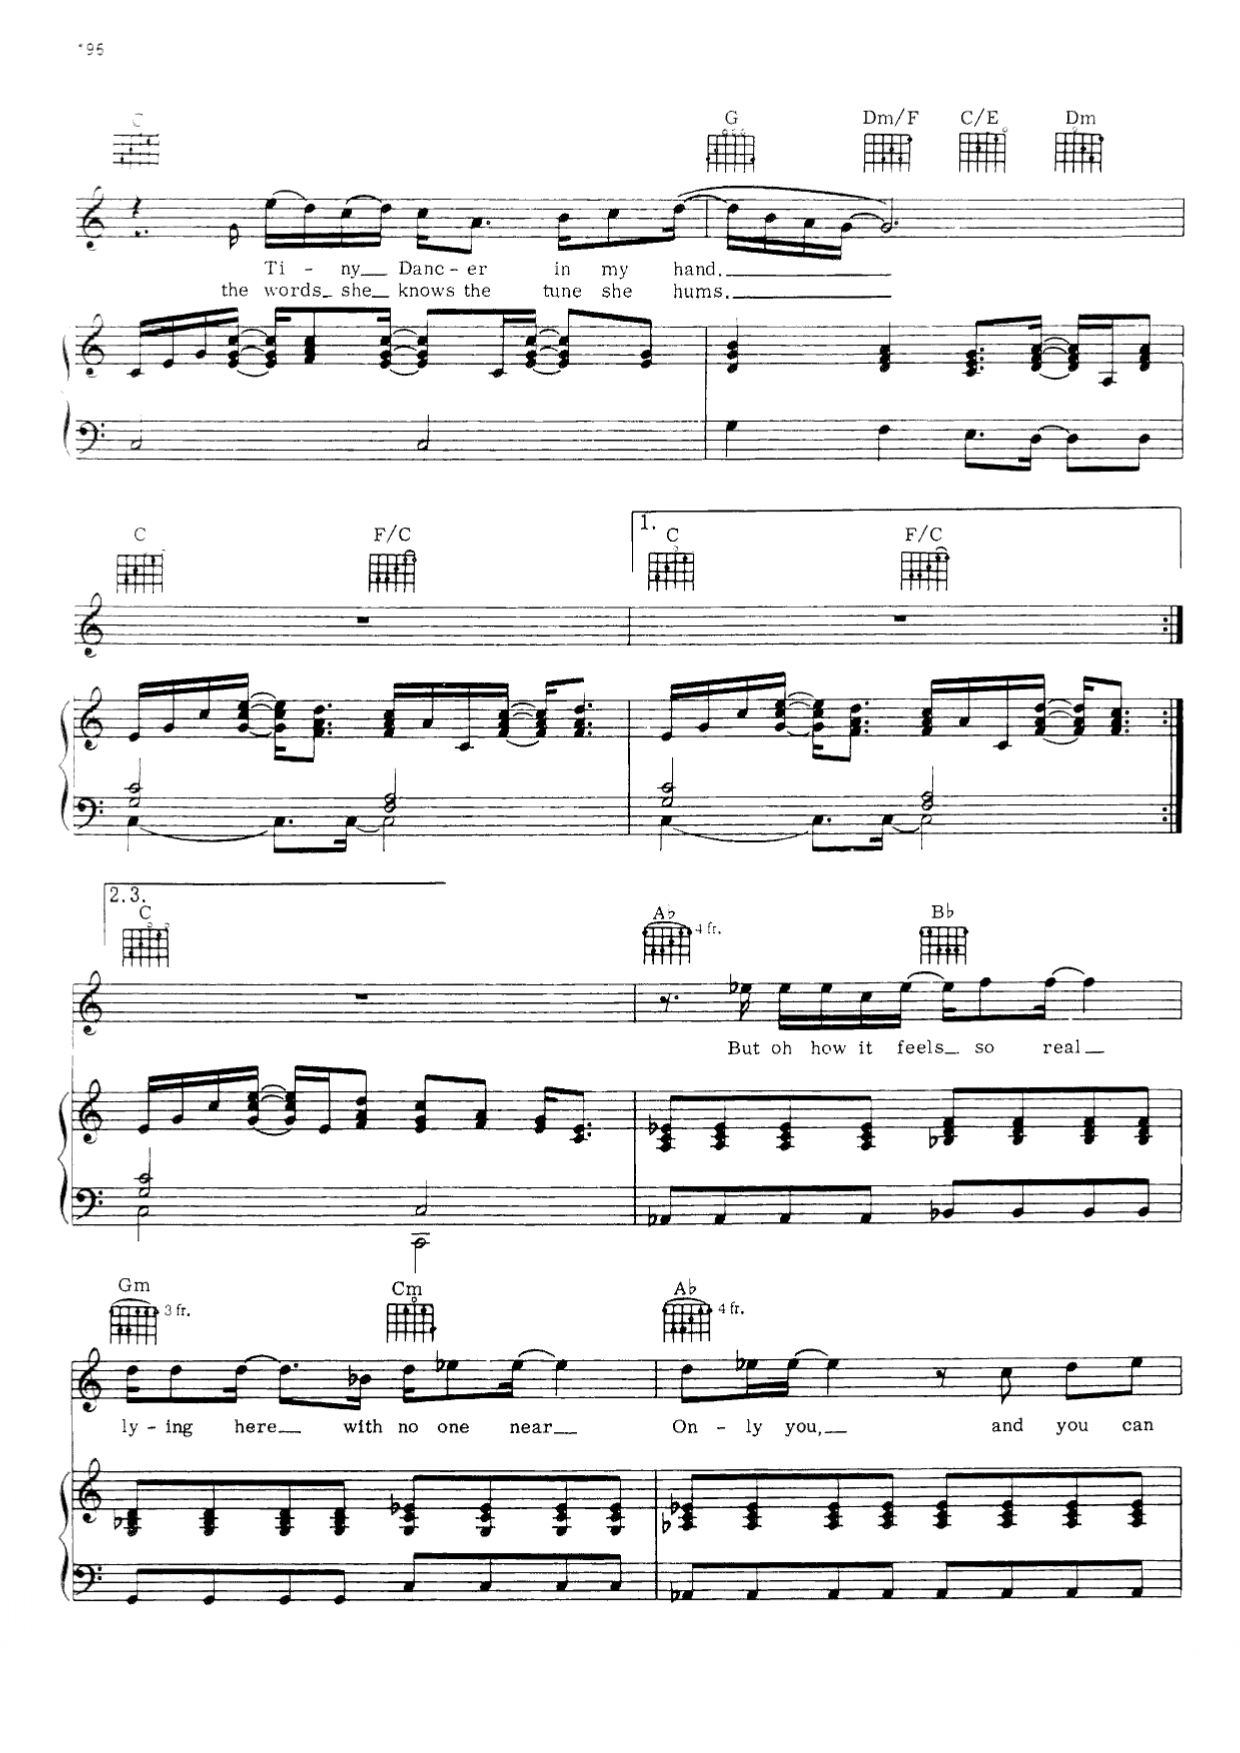 195
C G Dm/F C/E Dm
Ti - ny Danc - er in my hand.
the words she knows the tune she hums.
1.
C F/C C F/C
2.3.
C A♭ 4 fr. B♭
But oh how it feels so real
Gm 3 fr. Cm A♭ 4 fr.
ly - ing here with no one near On - ly you, and you can